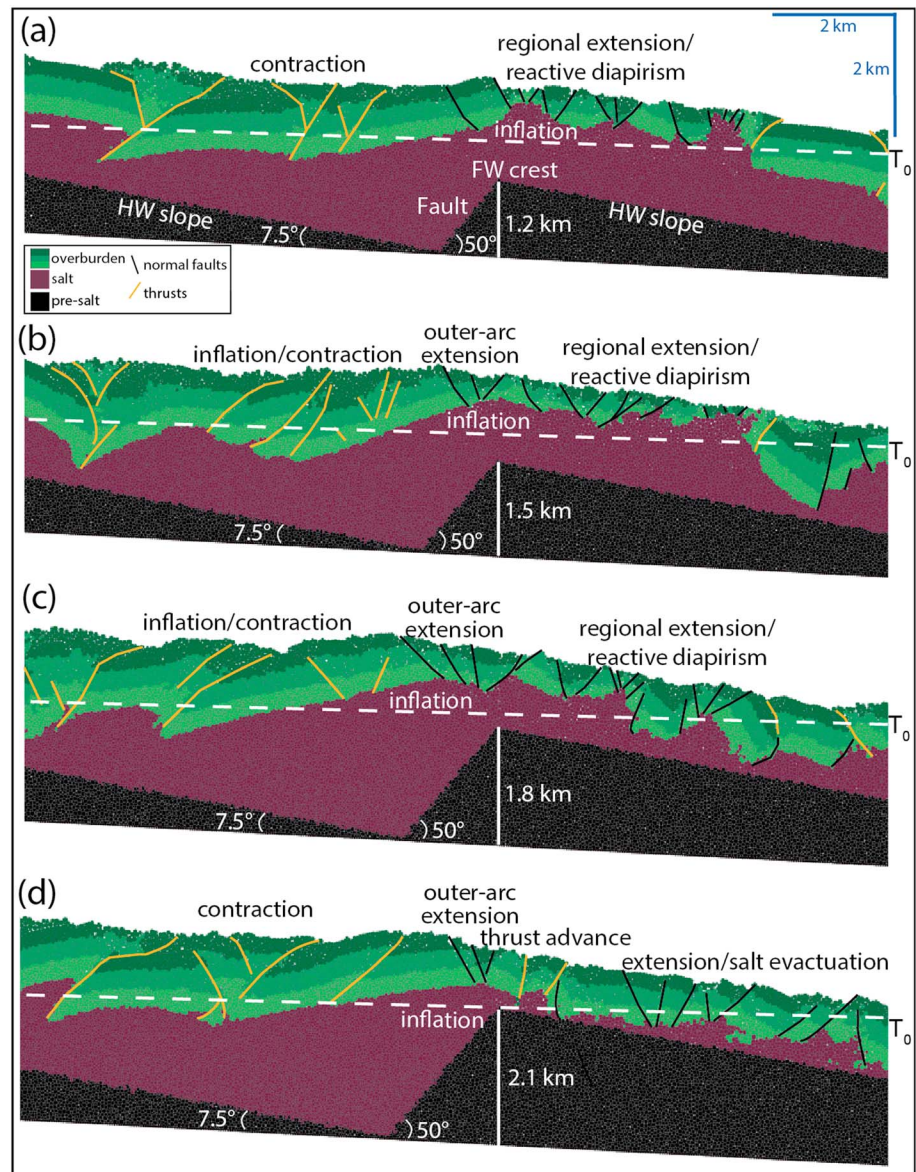 (a)
2 km
2 km
contraction
regional extension/
reactive diapirism
inflation
T0
FW crest
HW slope
Fault
HW slope
1.2 km
7.5°(
)50°
overburden
normal faults
salt
thrusts
pre-salt
(b)
outer-arc
extension
inflation/contraction
regional extension/
reactive diapirism
inflation
T0
1.5 km
7.5°(
)50°
(c)
inflation/contraction
outer-arc
extension
regional extension/
reactive diapirism
inflation
T0
1.8 km
7.5°(
)50°
(d)
contraction
outer-arc
extension
thrust advance
extension/salt evactuation
inflation
T0
2.1 km
7.5°(
)50°